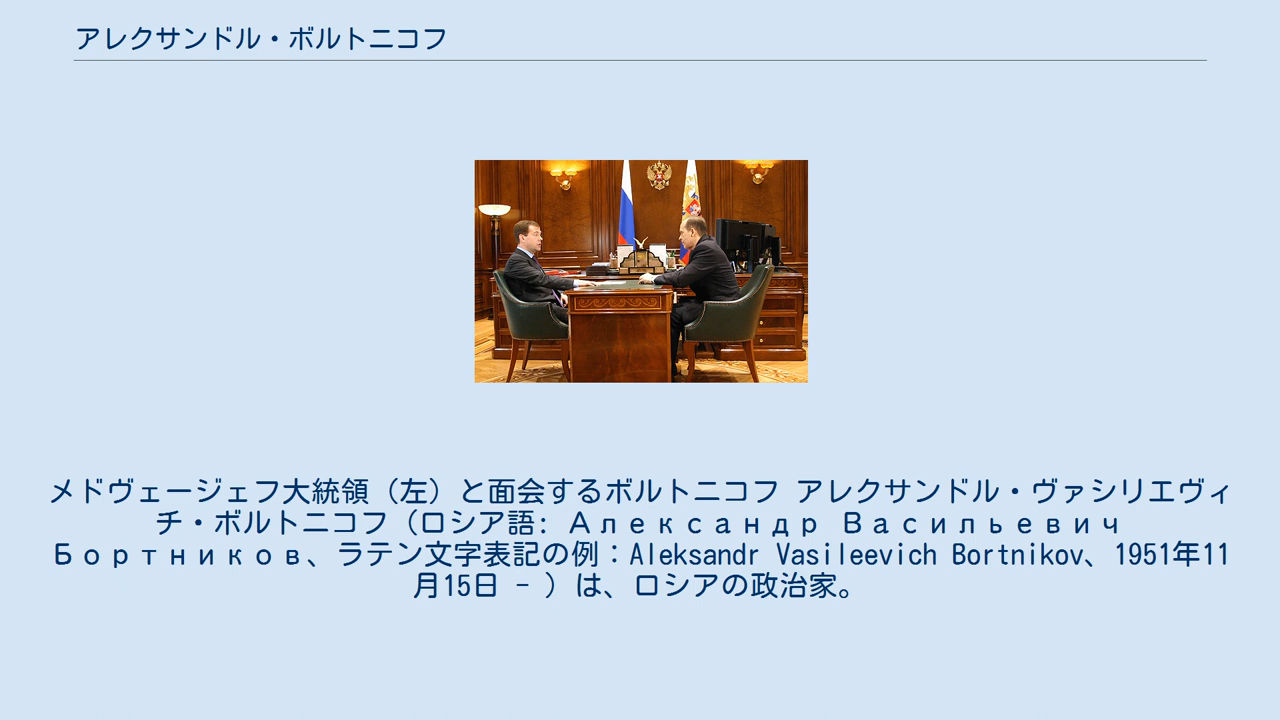 アレクサンドル・ボルトニコフ
メドヴェージェフ大統領（左）と面会するボルトニコフ アレクサンドル・ヴァシリエヴィ
チ・ボルトニコフ（ロシア語: Александр Васильевич
Бортников、ラテン文字表記の例：Aleksandr Vasileevich Bortnikov、1951年11
月15日 - ）は、ロシアの政治家。